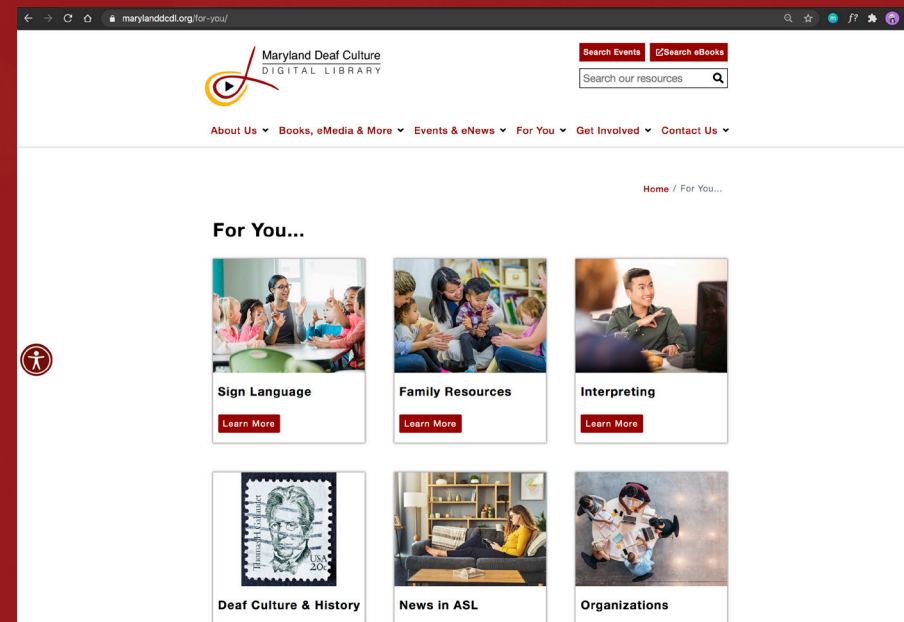 marylanddcdl.org/for-you/
f?
Maryland Deaf Culture
DIGITAL LIBRARY
Search Events
Search eBooks
Search our resources
About Us Books, eMedia & More Events & eNews For You Get Involved Contact Us
Home / For You...
For You...
Sign Language
Family Resources
Interpreting
Learn More
Learn More
Learn More
Thomas H. Gallaudet
USA
20c
Deaf Culture & History
News in ASL
Organizations